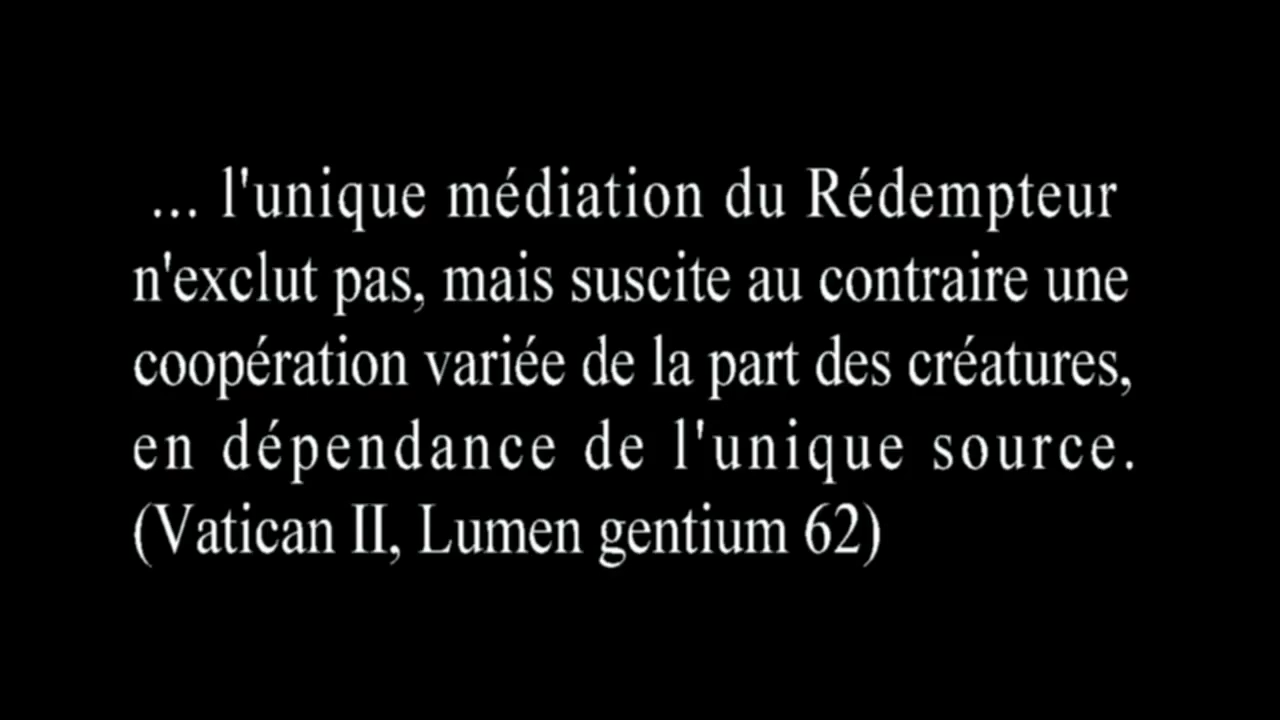 ... l'unique médiation du Rédempteur
n'exclut pas, mais suscite au contraire une
coopération variée de la part des créatures,
en dépendance de l'unique source.
(Vatican II, Lumen gentium 62)